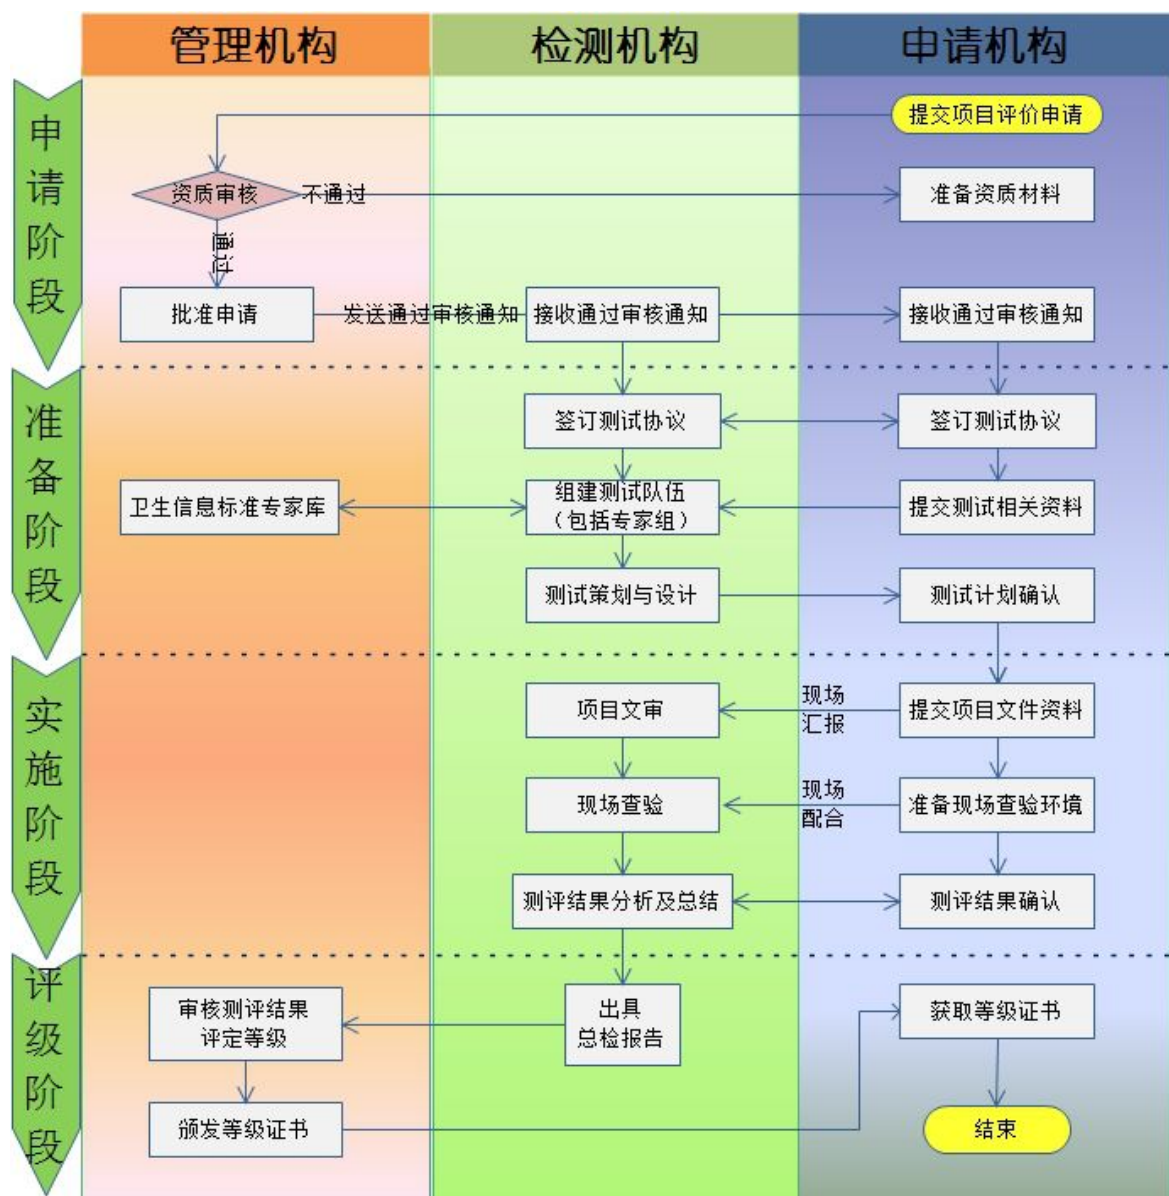 管理机构
检测机构
申请机构
申请阶段
提交项目评价申请
资质审核
不通过
准备资质材料
通过
批准申请
发送通过审核通知
接收通过审核通知
接收通过审核通知
准备阶段
签订测试协议
签订测试协议
卫生信息标准专家库
组建测试队伍
（包括专家组）
提交测试相关资料
测试策划与设计
测试计划确认
实施阶段
项目文审
现场
汇报
提交项目文件资料
现场查验
现场
配合
准备现场查验环境
测评结果分析及总结
测评结果确认
评级阶段
审核测评结果
评定等级
出具
总检报告
获取等级证书
颁发等级证书
结束